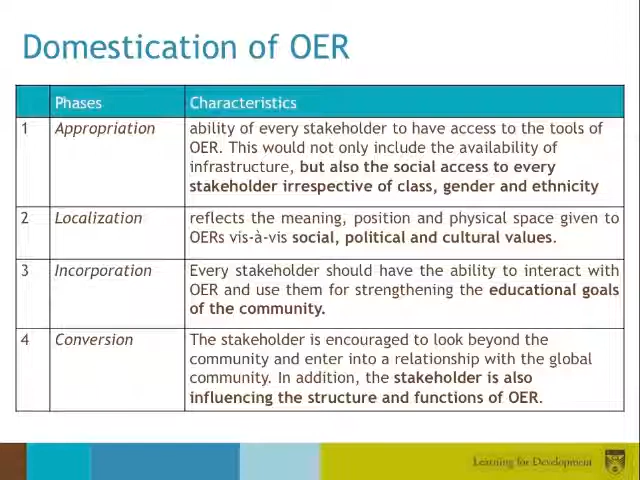 Domestication of OER
Phases Characteristics
1 Appropriation ability of every stakeholder to have access to the tools of
OER. This would not only include the availability of
infrastructure, but also the social access to every
stakeholder irrespective of class, gender and ethnicity
2 Localization reflects the meaning, position and physical space given to
OERs vis-à-vis social, political and cultural values.
3 Incorporation Every stakeholder should have the ability to interact with
OER and use them for strengthening the educational goals
of the community.
4 Conversion The stakeholder is encouraged to look beyond the
community and enter into a relationship with the global
community. In addition, the stakeholder is also
influencing the structure and functions of OER.
Learning for Development